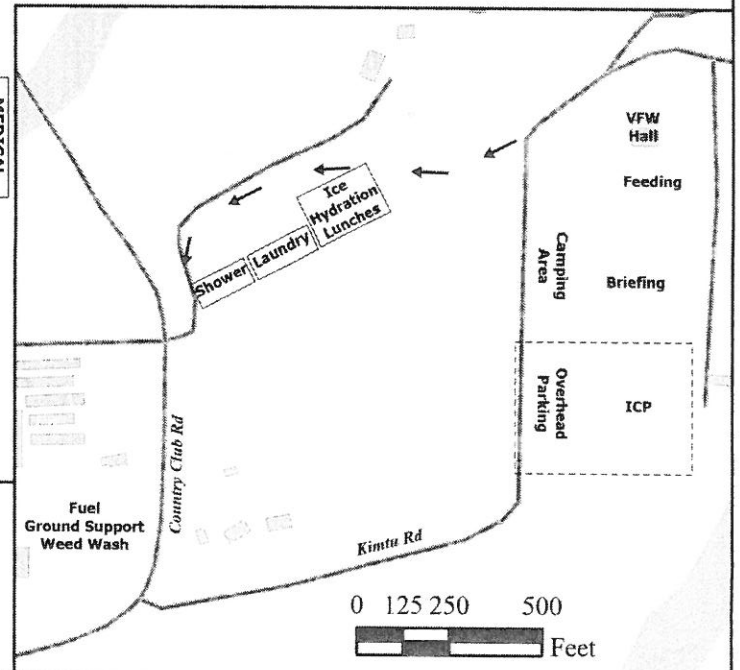 MEDICAL
VFW
Hall
Feeding
Camping
Area
Briefing
Ice
Hydration
Lunches
Laundry
Shower
Overhead
Parking
ICP
Country Club Rd
Fuel
Ground Support
Weed Wash
Kimtu Rd
0 125 250 500
Feet